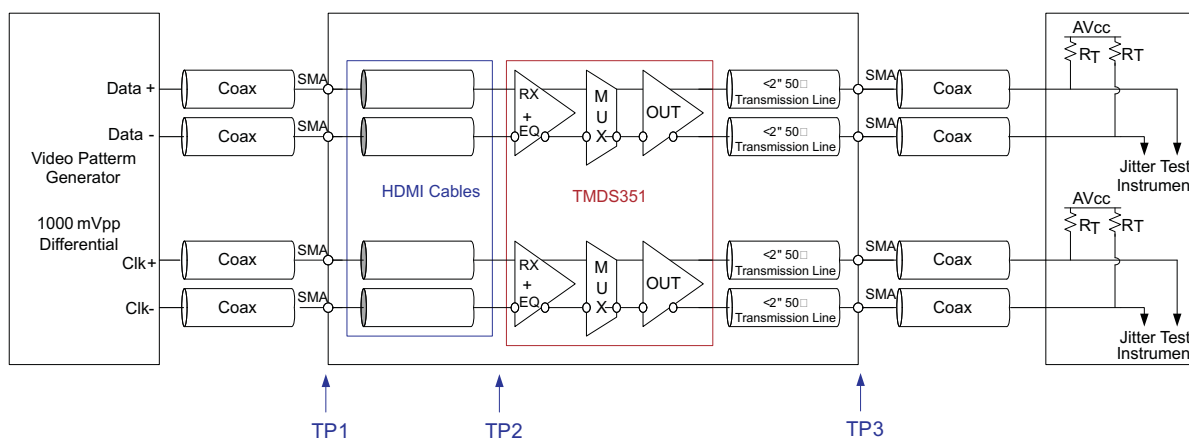 AVcc
RT RT
Data + Coax SMA RX + EQ MUX OUT <2" 50□ Transmission Line SMA Coax
Data - Coax <2" 50□ Transmission Line Coax
Video Patterm
Generator
1000 mVpp
Differential
HDMI Cables
TMDS351
Jitter Test
Instrument
AVcc
RT RT
Clk+ Coax SMA RX + EQ MUX OUT <2" 50□ Transmission Line SMA Coax
Clk- Coax SMA <2" 50□ Transmission Line SMA Coax
Jitter Test
Instrument
TP1 TP2 TP3